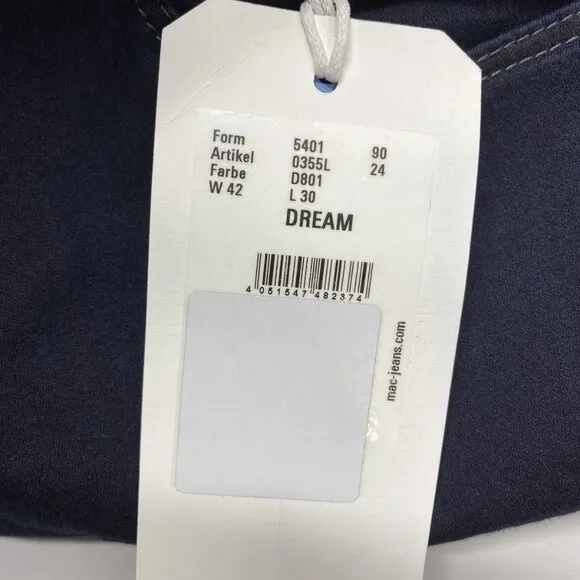 Form 5401 90
Artikel 0355L 24
Farbe D801
W 42 L 30
DREAM
4 051547 482374
mac-jeans.com